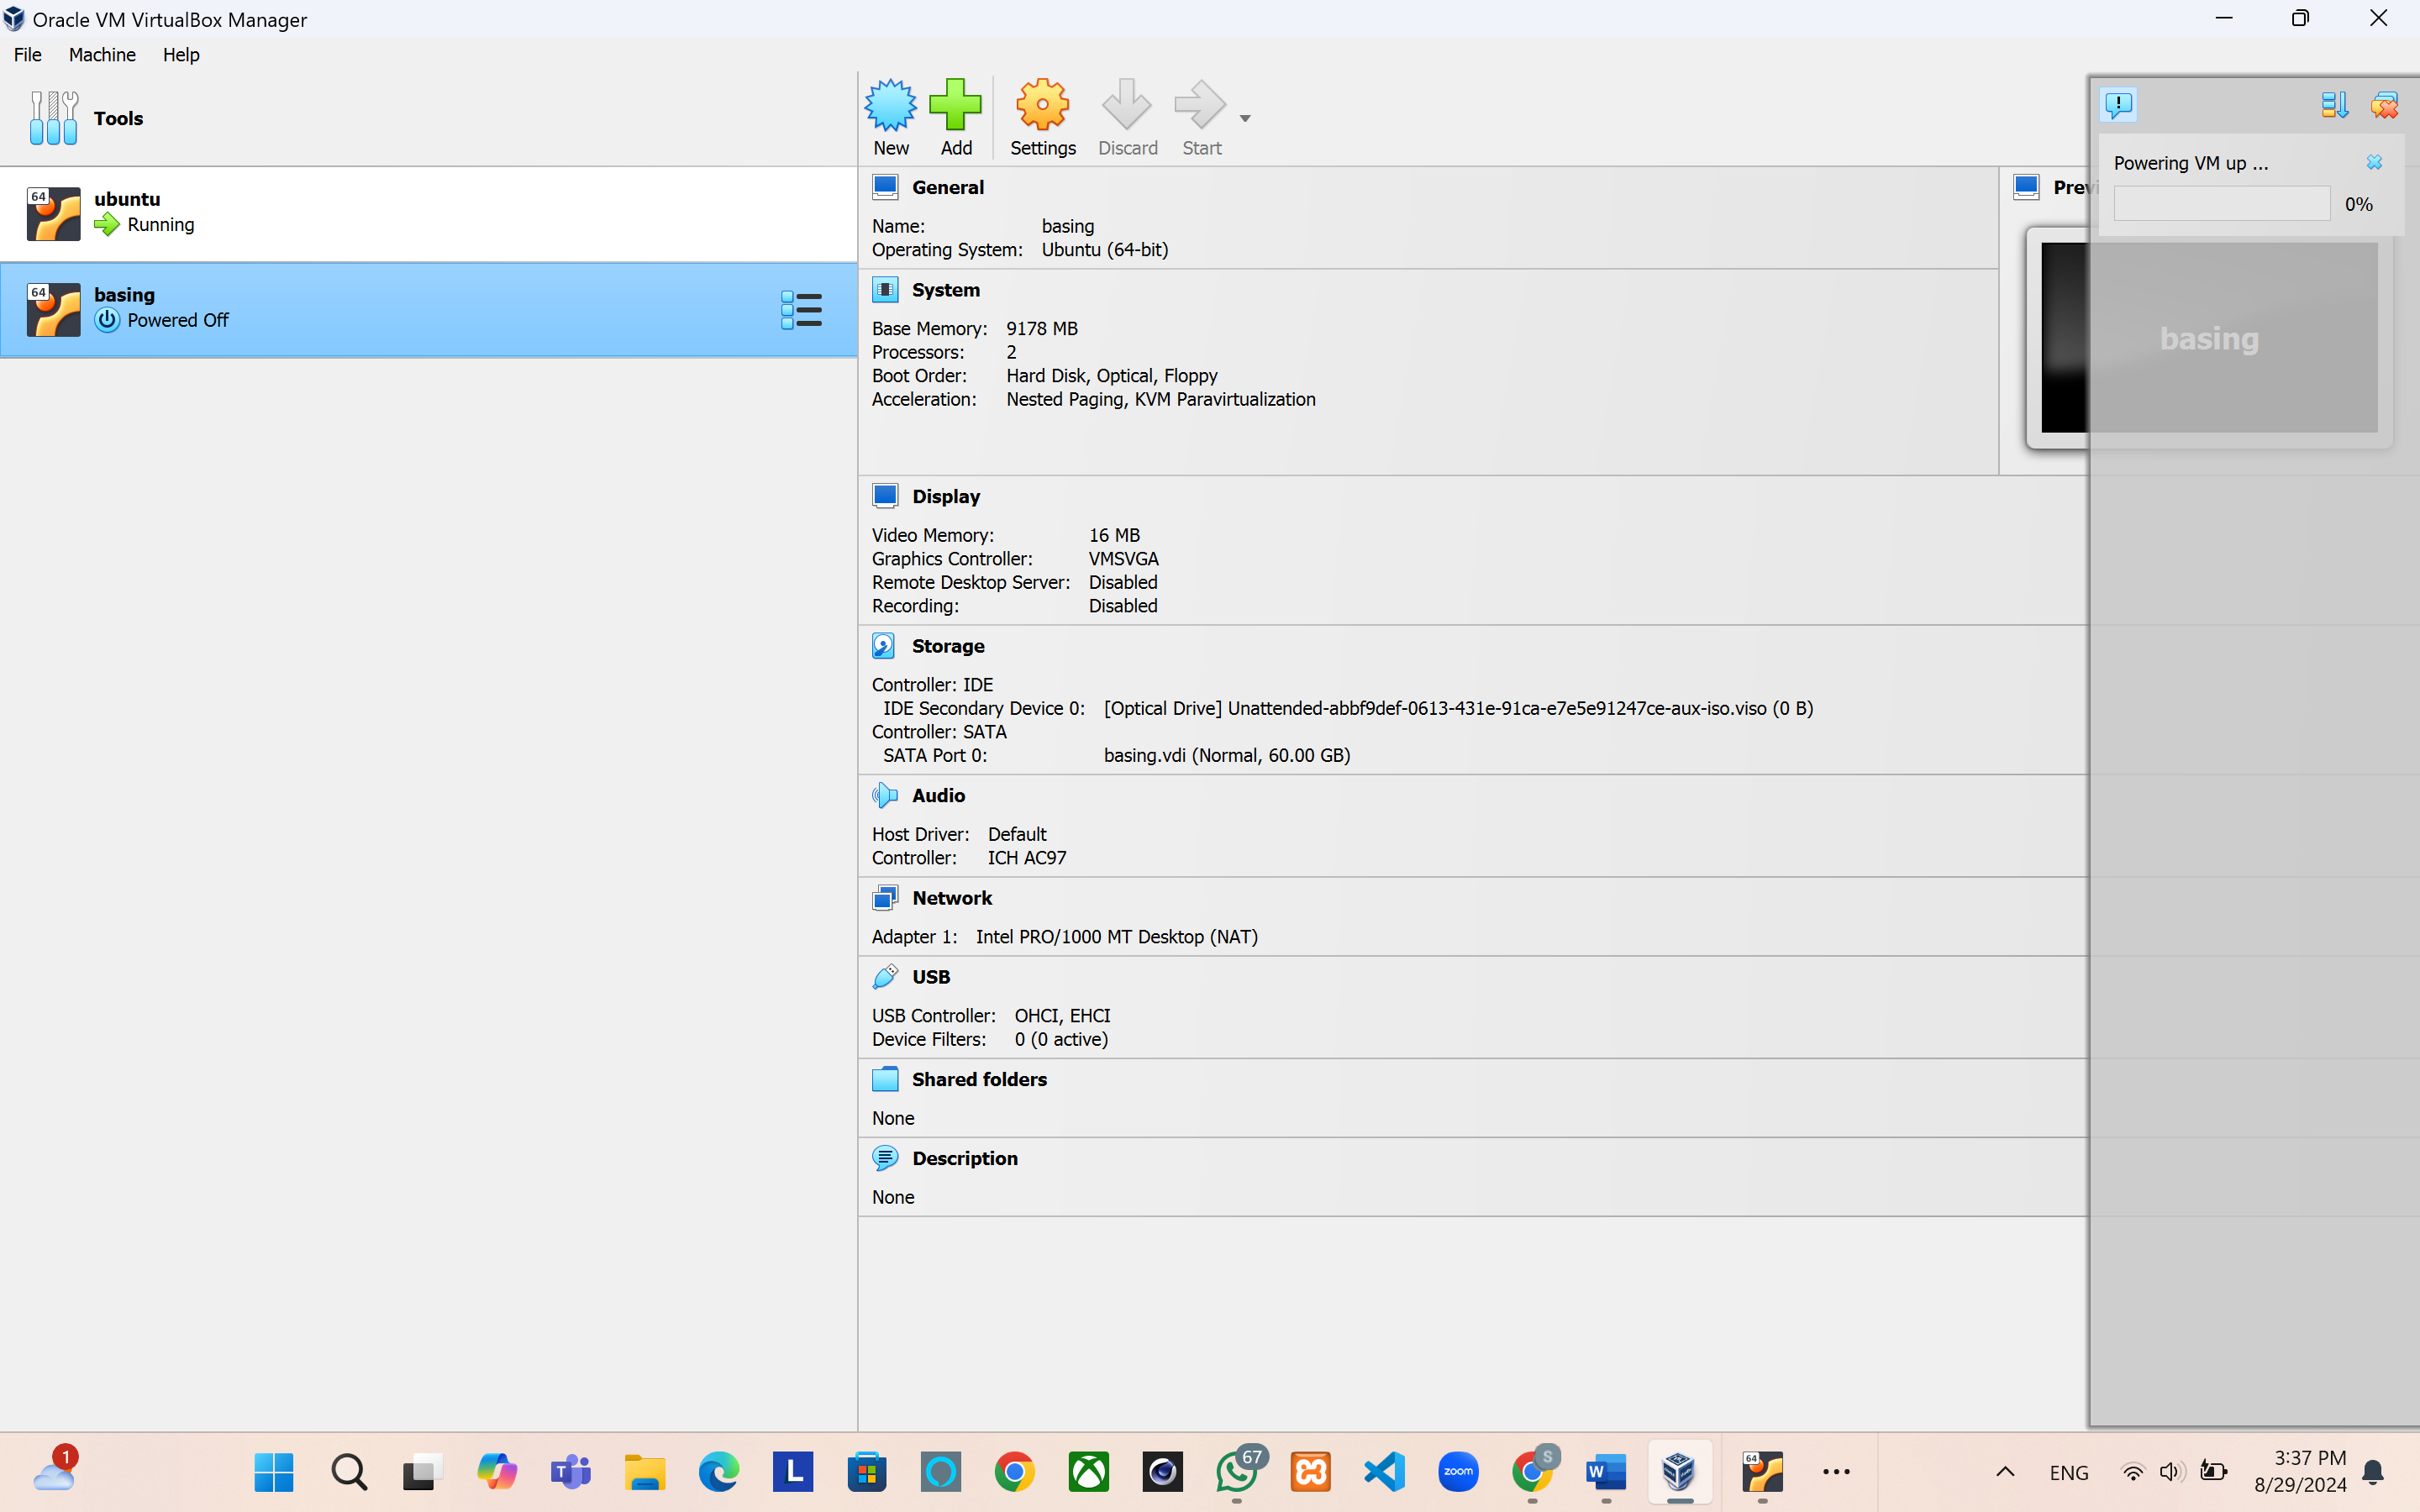 Oracle VM VirtualBox Manager
File Machine Help
Tools
64
ubuntu
Running
64
basing
Powered Off
New Add Settings Discard Start
General
Name: basing
Operating System: Ubuntu (64-bit)
System
Base Memory: 9178 MB
Processors: 2
Boot Order: Hard Disk, Optical, Floppy
Acceleration: Nested Paging, KVM Paravirtualization
Previ
basing
Powering VM up ...
0%
Display
Video Memory: 16 MB
Graphics Controller: VMSVGA
Remote Desktop Server: Disabled
Recording: Disabled
Storage
Controller: IDE
IDE Secondary Device 0: [Optical Drive] Unattended-abbf9def-0613-431e-91ca-e7e5e91247ce-aux-iso.viso (0 B)
Controller: SATA
SATA Port 0: basing.vdi (Normal, 60.00 GB)
Audio
Host Driver: Default
Controller: ICH AC97
Network
Adapter 1: Intel PRO/1000 MT Desktop (NAT)
USB
USB Controller: OHCI, EHCI
Device Filters: 0 (0 active)
Shared folders
None
Description
None
1
T
L
67
zoom
S
W
64
ENG
3:37 PM
8/29/2024